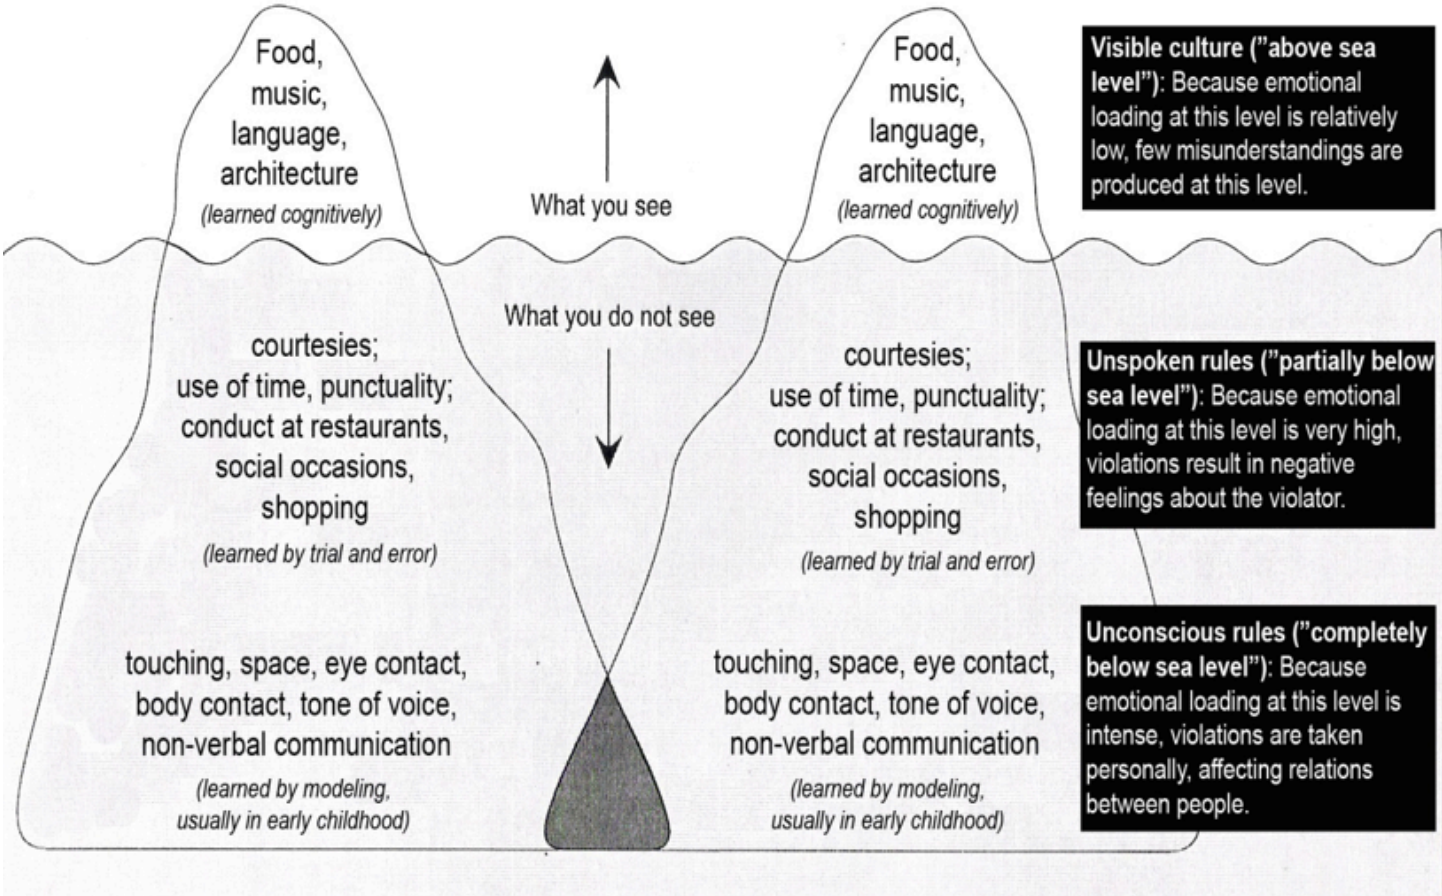 Food,
music,
language,
architecture
(learned cognitively)
What you see
Food,
music,
language,
architecture
(learned cognitively)
Visible culture ("above sea
level"): Because emotional
loading at this level is relatively
low, few misunderstandings are
produced at this level.
What you do not see
courtesies;
use of time, punctuality;
conduct at restaurants,
social occasions,
shopping
(learned by trial and error)
courtesies;
use of time, punctuality;
conduct at restaurants,
social occasions,
shopping
(learned by trial and error)
Unspoken rules ("partially below
sea level"): Because emotional
loading at this level is very high,
violations result in negative
feelings about the violator.
touching, space, eye contact,
body contact, tone of voice,
non-verbal communication
(learned by modeling,
usually in early childhood)
touching, space, eye contact,
body contact, tone of voice,
non-verbal communication
(learned by modeling,
usually in early childhood)
Unconscious rules ("completely
below sea level"): Because
emotional loading at this level is
intense, violations are taken
personally, affecting relations
between people.